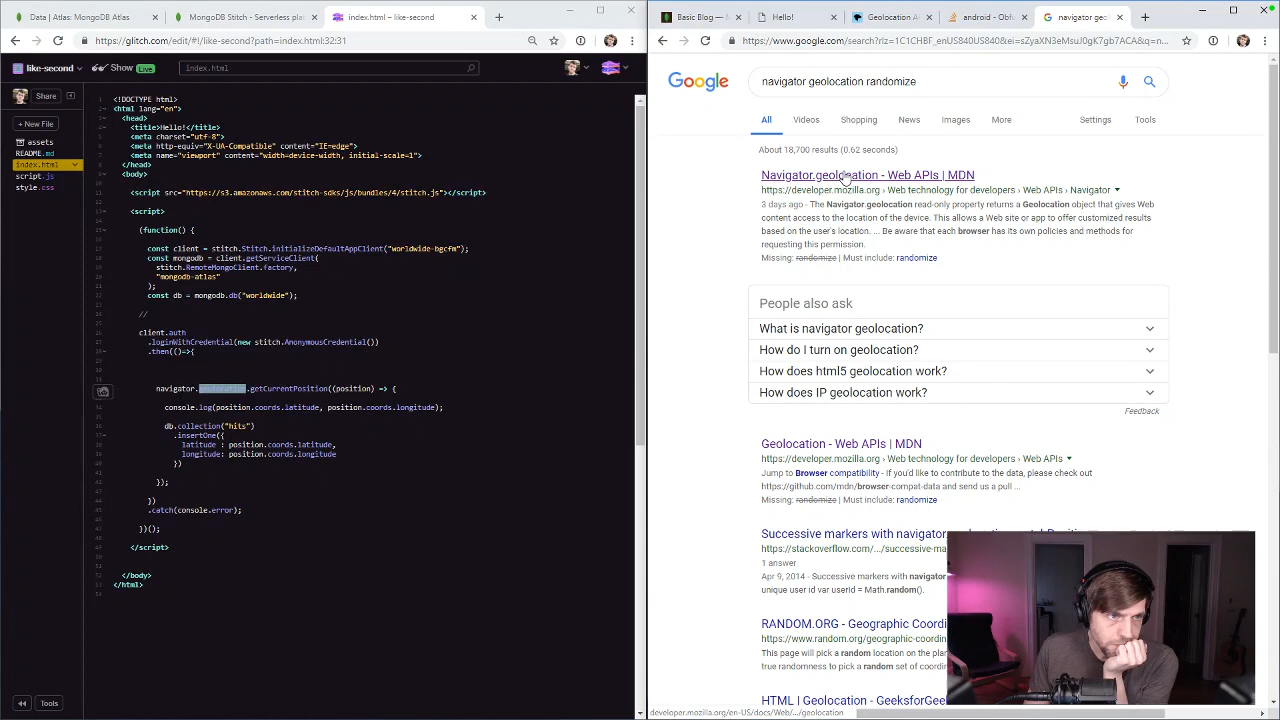 Data | MongoDB Atlas
MongoDB Stitch - Serverless pla
index.html – like-second
https://glitch.com/edit/#!/like-second?path=index.html:32:31
like-second
Show
Live
index.html
Share
+ New File
assets
README.md
index.html
script.js
style.css
Tools
<!DOCTYPE html>
<html lang="en">
<head>
<title>Hello!</title>
<meta charset="utf-8">
<meta http-equiv="X-UA-Compatible" content="IE=edge">
<meta name="viewport" content="width=device-width, initial-scale=1">
</head>
<body>
<script src="https://s3.amazonaws.com/stitch-sdks/js/bundles/4/stitch.js"></script>
<script>
(function() {
const client = stitch.Stitch.initializeDefaultAppClient("worldwide-bgcfm");
const mongodb = client.getServiceClient(
stitch.RemoteMongoClient.factory,
"mongodb-atlas"
);
const db = mongodb.db("worldwide");
//
client.auth
.loginWithCredential(new stitch.AnonymousCredential())
.then(()=>{
navigator.geolocation.getCurrentPosition((position) => {
console.log(position.coords.latitude, position.coords.longitude);
db.collection("hits")
.insertOne({
latitude : position.coords.latitude,
longitude: position.coords.longitude
})
});
})
.catch(console.error);
})();
</script>
</body>
</html>
Basic Blog —
Hello!
Geolocation A
android - Obfu
navigator geol
https://www.google.com/search?rlz=1C1CHBF_enUS840US840&ei=sZyaXN3eMsuJ0gK7gb7ACA&q=n...
Google
navigator geolocation randomize
All
Videos
Shopping
News
Images
More
Settings
Tools
About 18,700 results (0.62 seconds)
Navigator.geolocation - Web APIs | MDN
https://developer.mozilla.org › Web technology for developers › Web APIs › Navigator
3 days ago - The Navigator.geolocation read-only property returns a Geolocation object that gives Web
content access to the location of the device. This allows a Web site or app to offer customized results
based on the user's location. ... Be aware that each browser has its own policies and methods for
requesting this permission.
Missing: randomize | Must include: randomize
People also ask
What is navigator geolocation?
How do I turn on geolocation?
How does html5 geolocation work?
How does IP geolocation work?
Feedback
Geolocation - Web APIs | MDN
https://developer.mozilla.org › Web technology for developers › Web APIs
Jump to Browser compatibility - If you'd like to contribute to the data, please check out
https://github.com/mdn/browser-compat-data and send us a pull ...
Missing: randomize | Must include: randomize
Successive markers with navigator.
https://stackoverflow.com/.../successive-ma
1 answer
Apr 9, 2014 - Successive markers with navigator
unique user id var userId = Math.random().
RANDOM.ORG - Geographic Coordi
https://www.random.org/geographic-coordin
This page will pick a random location on the plan
true randomness to pick a random set of coordin
HTML | Geolocation - GeeksforGee
developer.mozilla.org/en-US/docs/Web/.../geolocation